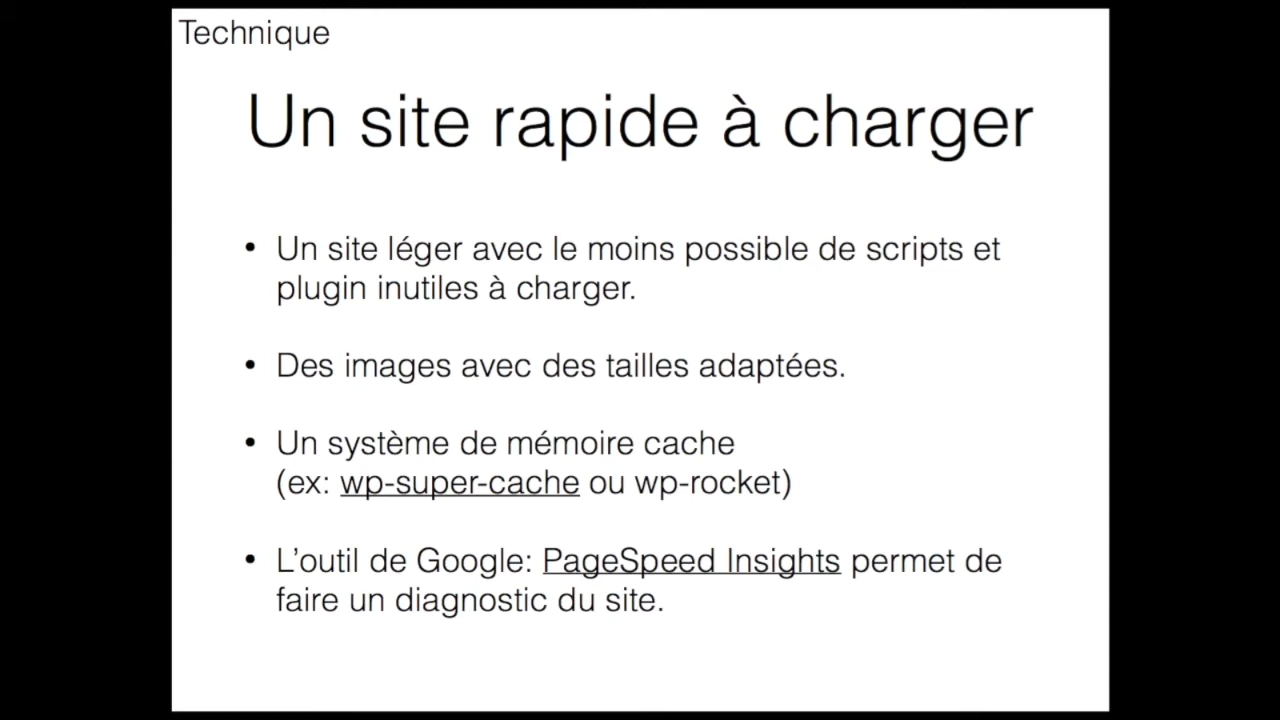 Technique
Un site rapide à charger
• Un site léger avec le moins possible de scripts et
plugin inutiles à charger.
• Des images avec des tailles adaptées.
• Un système de mémoire cache
(ex: wp-super-cache ou wp-rocket)
• L’outil de Google: PageSpeed Insights permet de
faire un diagnostic du site.